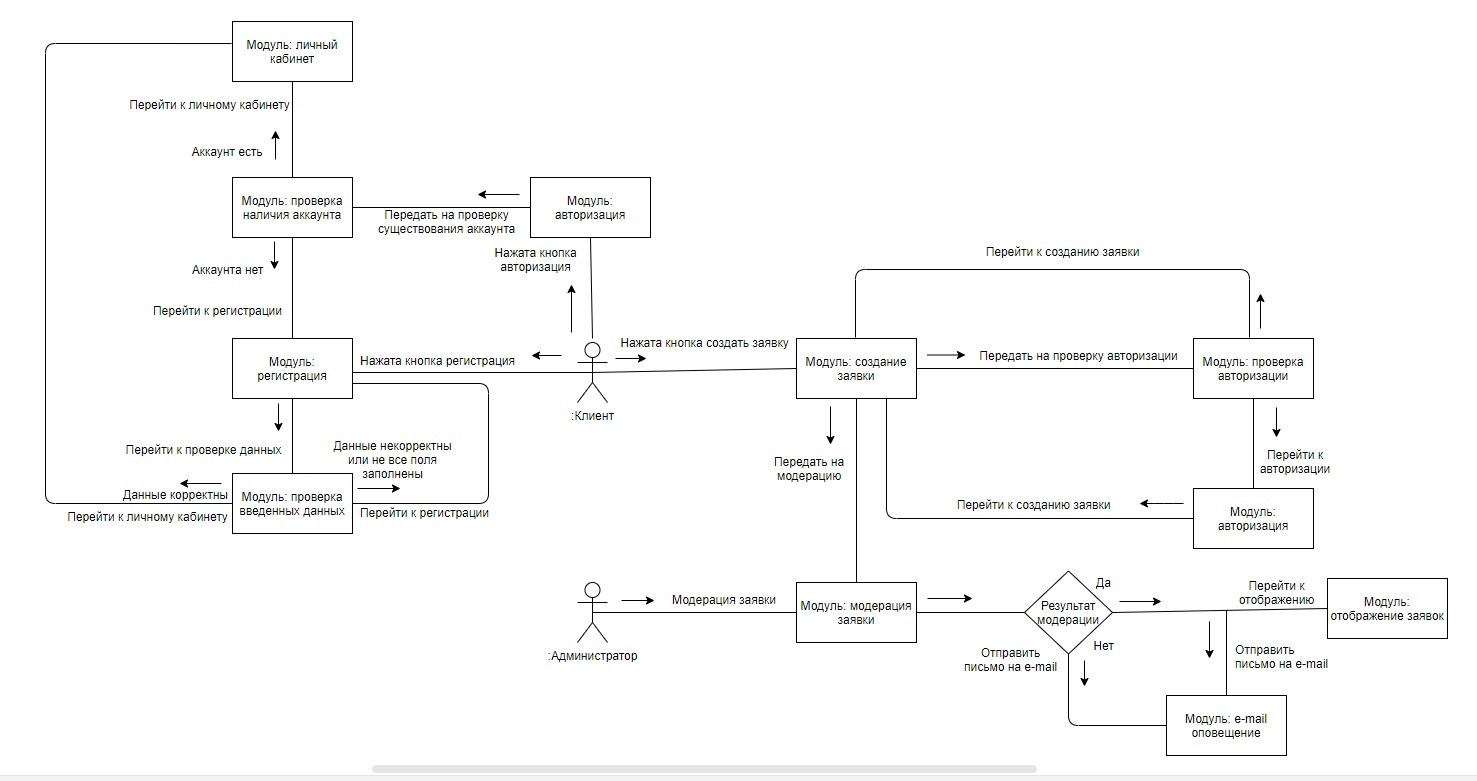 Модуль: личный
кабинет
Перейти к личному кабинету
Аккаунт есть
Модуль: проверка
наличия аккаунта
Передать на проверку
существования аккаунта
Модуль:
авторизация
Аккаунта нет
Перейти к регистрации
Нажата кнопка
авторизация
Модуль:
регистрация
Нажата кнопка регистрация
:Клиент
Нажата кнопка создать заявку
Перейти к проверке данных
Данные некорректны
или не все поля
заполнены
Данные корректны
Перейти к личному кабинету
Модуль: проверка
введенных данных
Перейти к регистрации
Перейти к созданию заявки
Модуль: создание
заявки
Передать на проверку авторизации
Модуль: проверка
авторизации
Передать на
модерацию
Перейти к
авторизации
Перейти к созданию заявки
Модуль:
авторизация
:Администратор
Модерация заявки
Модуль: модерация
заявки
Результат
модерации
Да
Нет
Перейти к
отображению
Модуль:
отображение заявок
Отправить
письмо на e-mail
Отправить
письмо на e-mail
Модуль: e-mail
оповещение